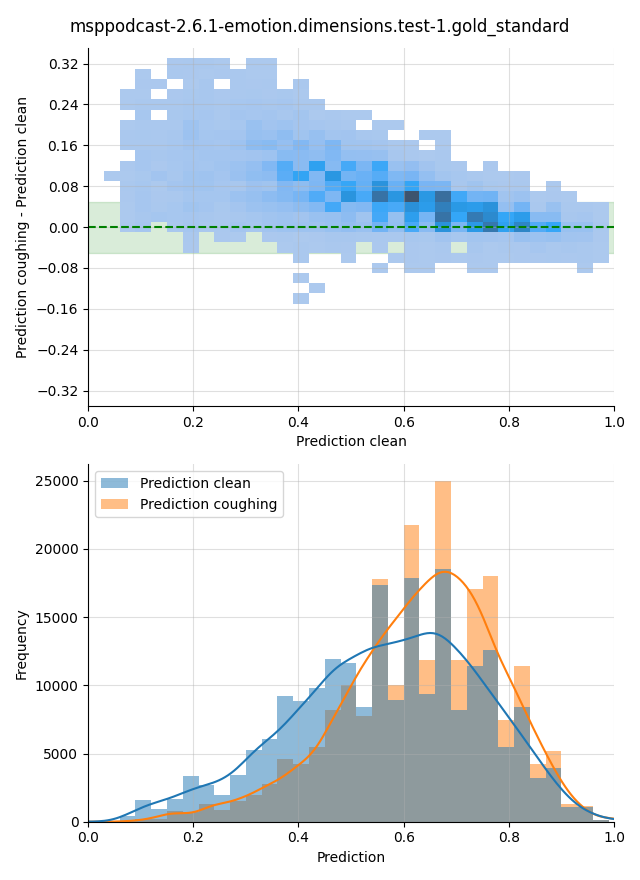 msppodcast-2.6.1-emotion.dimensions.test-1.gold_standard
0.32
0.24
0.16
0.08
0.00
−0.08
−0.16
−0.24
−0.32
Prediction coughing - Prediction clean
0.0 0.2 0.4 0.6 0.8 1.0
Prediction clean
Prediction clean
Prediction coughing
25000
20000
15000
10000
5000
0
Frequency
0.0 0.2 0.4 0.6 0.8 1.0
Prediction